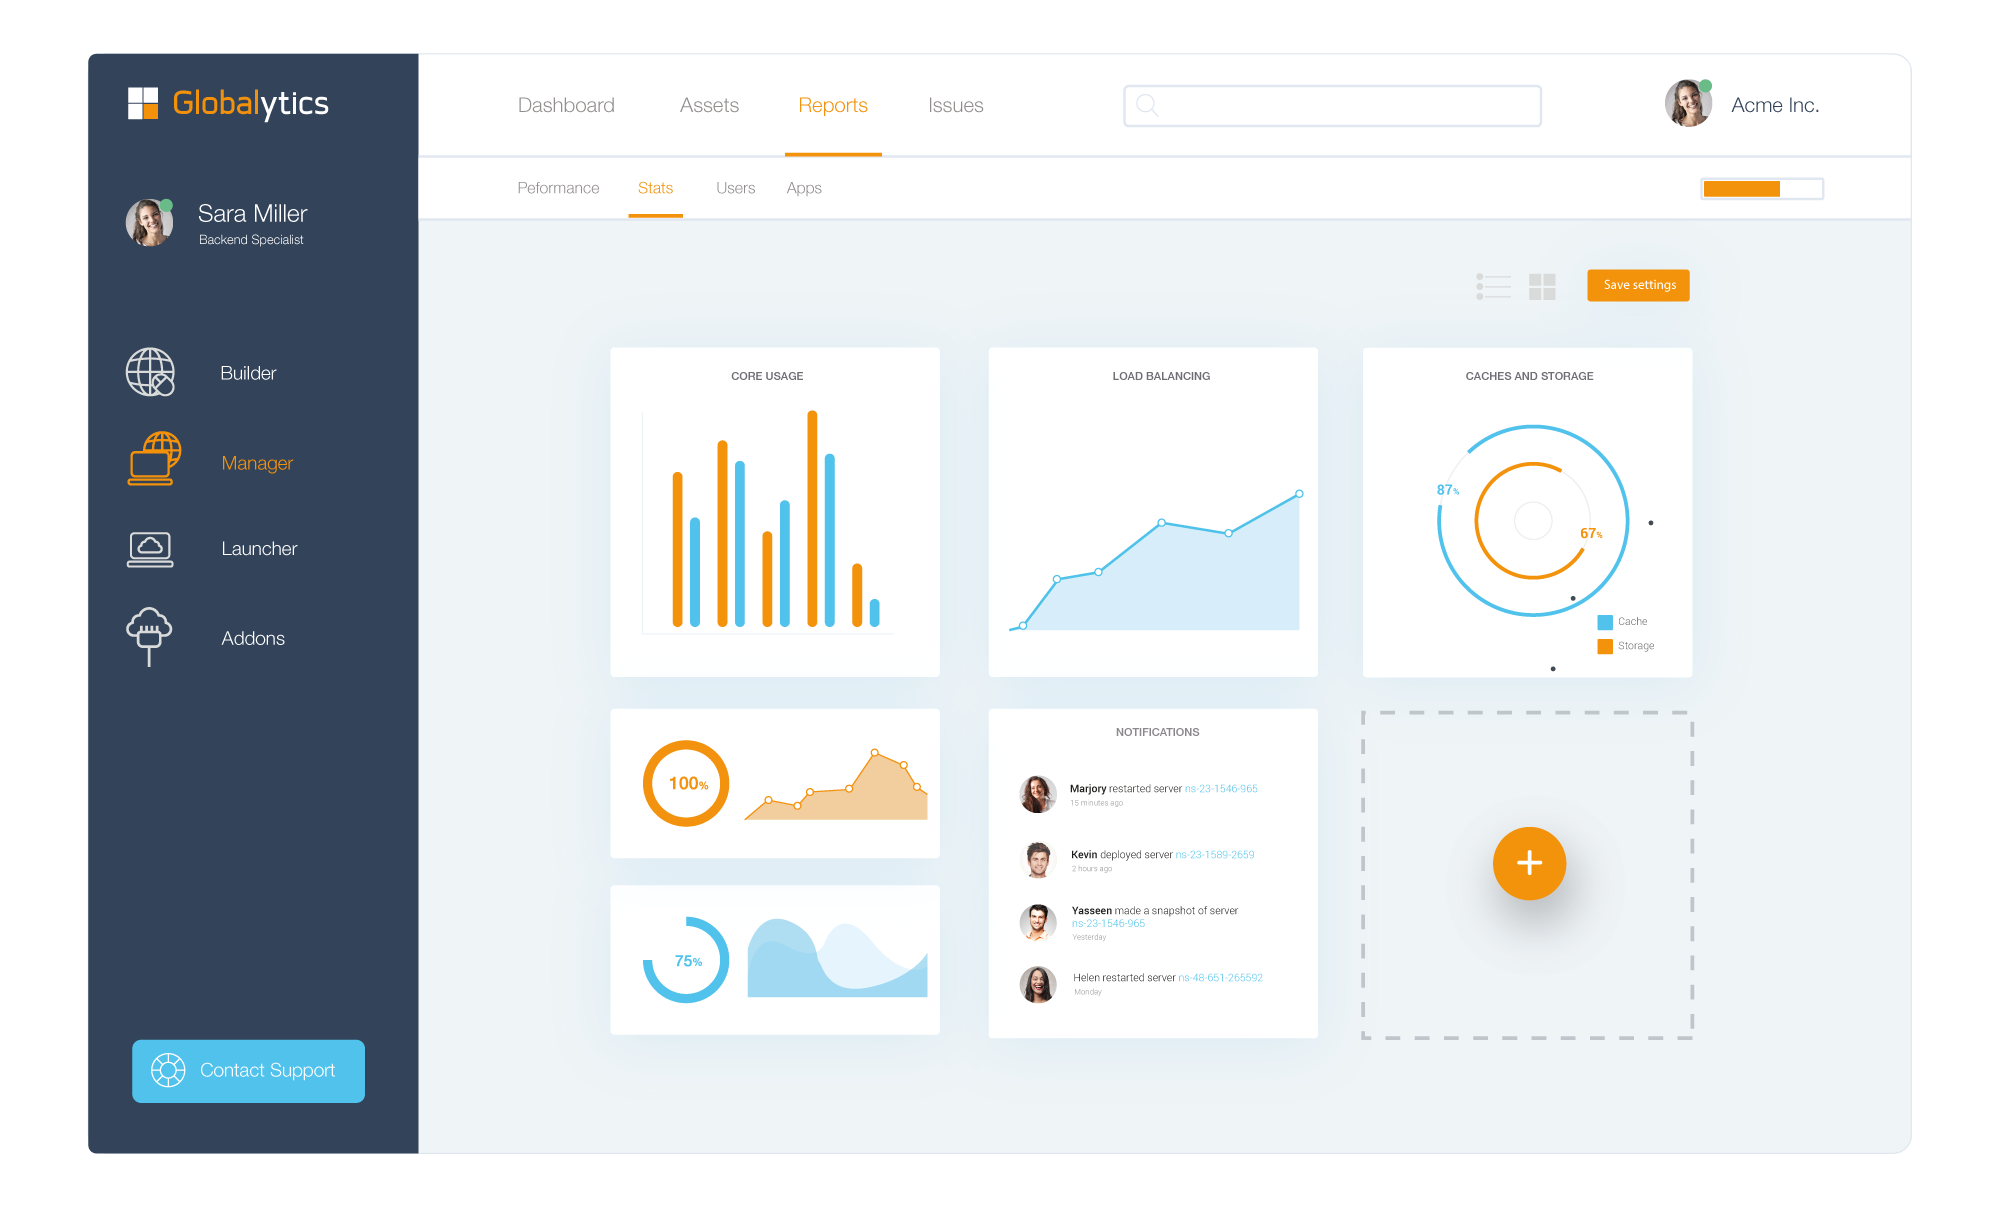 Globalytics
Dashboard
Assets
Reports
Issues
Acme Inc.
Peformance
Stats
Users
Apps
Sara Miller
Backend Specialist
Builder
Manager
Launcher
Addons
Contact Support
Save settings
CORE USAGE
LOAD BALANCING
CACHES AND STORAGE
87%
67%
Cache
Storage
100%
75%
NOTIFICATIONS
Marjory restarted server ns-23-1546-965
15 minutes ago
Kevin deployed server ns-23-1589-2659
2 hours ago
Yasseen made a snapshot of server
ns-23-1546-965
Yesterday
Helen restarted server ns-48-651-265592
Monday